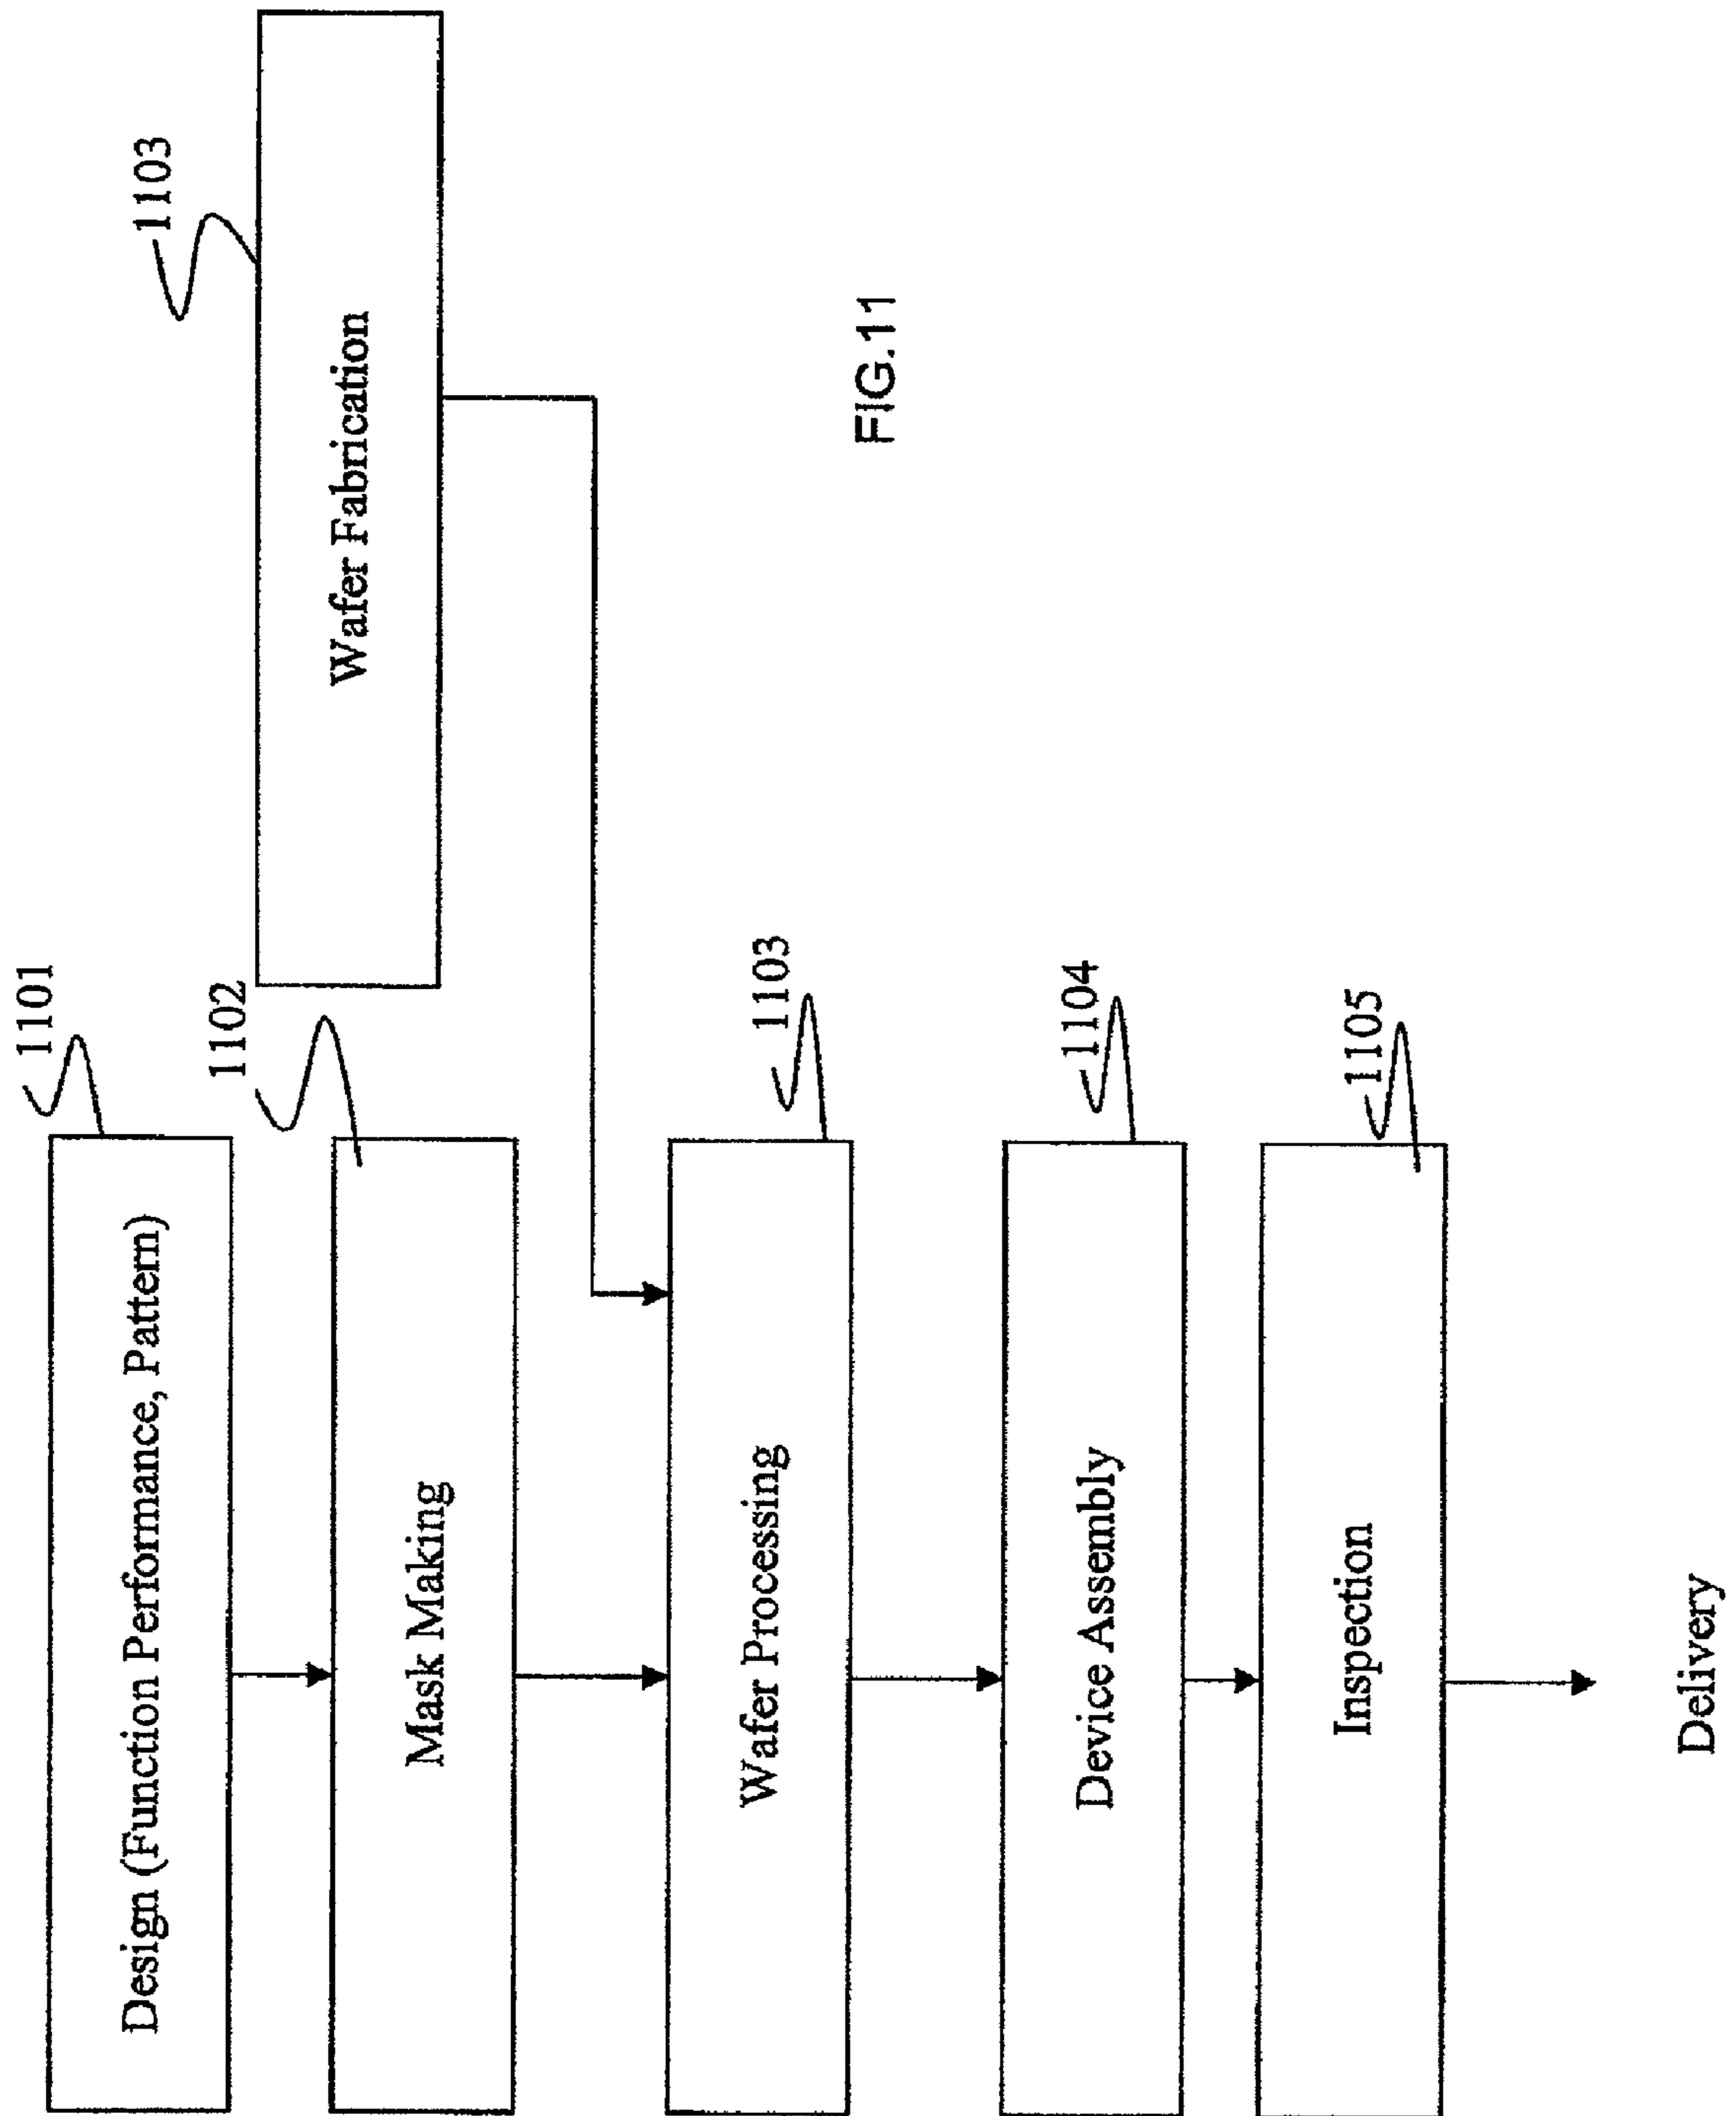 1101
Design (Function Performance, Pattern)
1102
Mask Making
1103
Wafer Fabrication
1103
Wafer Processing
1104
Device Assembly
1105
Inspection
Delivery
FIG.11